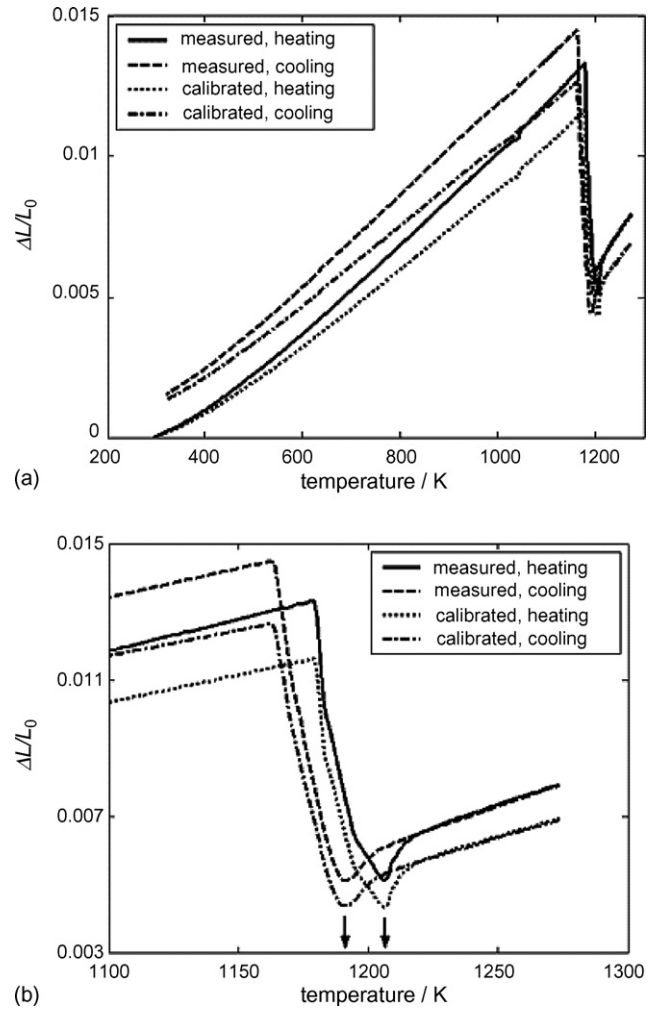 0.015
measured, heating
measured, cooling
calibrated, heating
calibrated, cooling
0.01
ΔL/L0
0.005
0
200 400 600 800 1000 1200
temperature / K
(a)
0.015
measured, heating
measured, cooling
calibrated, heating
calibrated, cooling
0.011
ΔL/L0
0.007
0.003
1100 1150 1200 1250 1300
temperature / K
(b)